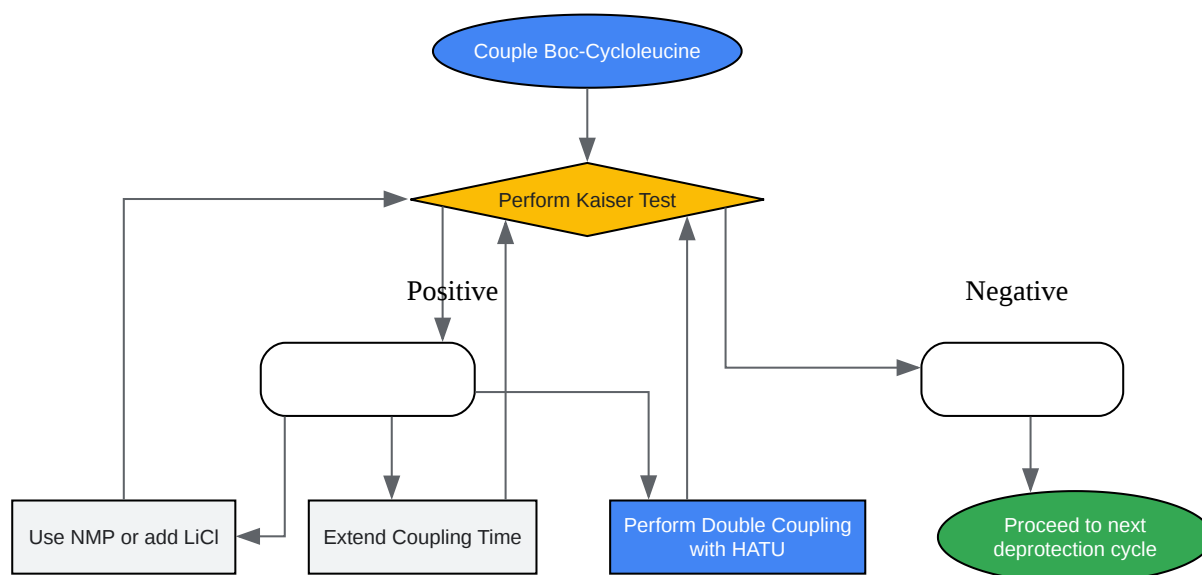 Couple Boc-Cycloleucine
Perform Kaiser Test
Positive
Negative
Use NMP or add LiCl
Extend Coupling Time
Perform Double Coupling
with HATU
Proceed to next
deprotection cycle